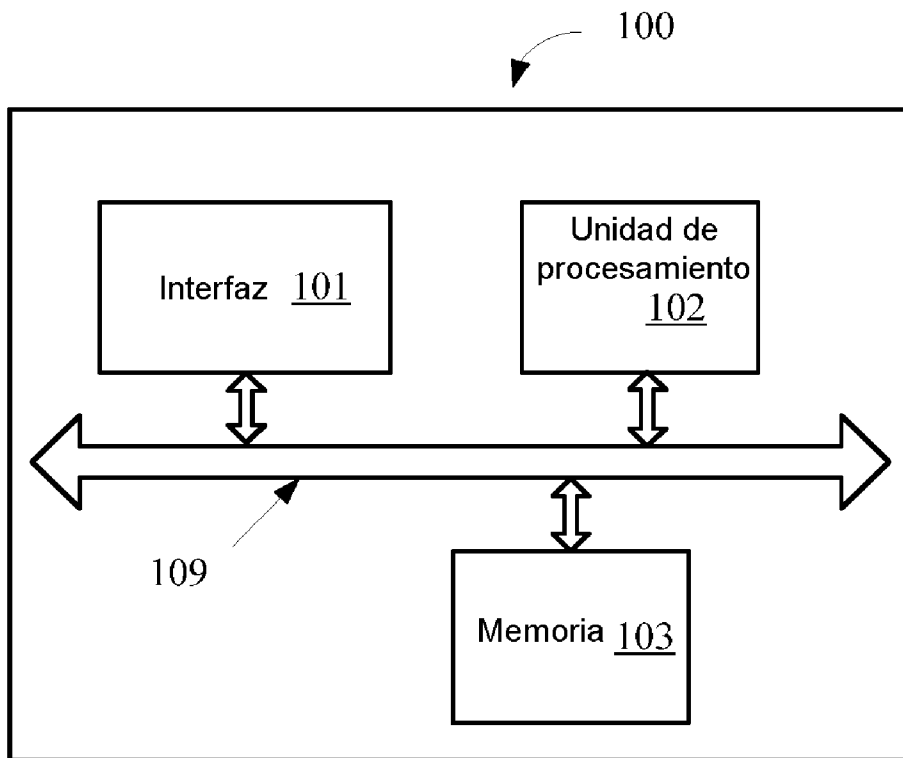 100
Interfaz 101
Unidad de
procesamiento
102
109
Memoria 103